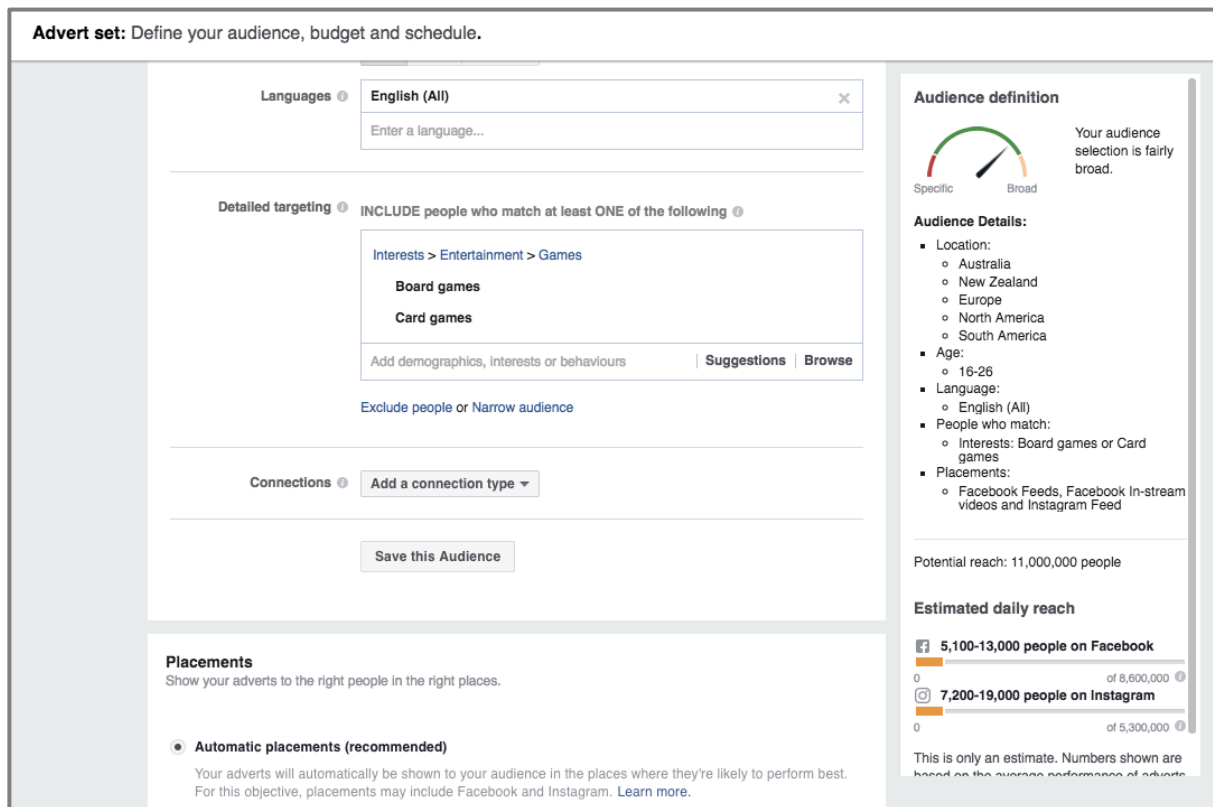 Advert set: Define your audience, budget and schedule.
Languages
English (All)
Enter a language...
Detailed targeting
INCLUDE people who match at least ONE of the following
Interests > Entertainment > Games
Board games
Card games
Add demographics, interests or behaviours
Suggestions
Browse
Exclude people or Narrow audience
Connections
Add a connection type
Save this Audience
Placements
Show your adverts to the right people in the right places.
Automatic placements (recommended)
Your adverts will automatically be shown to your audience in the places where they're likely to perform best.
For this objective, placements may include Facebook and Instagram. Learn more.
Audience definition
Your audience
selection is fairly
broad.
Specific
Broad
Audience Details:
Location:
Australia
New Zealand
Europe
North America
South America
Age:
16-26
Language:
English (All)
People who match:
Interests: Board games or Card
games
Placements:
Facebook Feeds, Facebook In-stream
videos and Instagram Feed
Potential reach: 11,000,000 people
Estimated daily reach
5,100-13,000 people on Facebook
0
of 8,600,000
7,200-19,000 people on Instagram
0
of 5,300,000
This is only an estimate. Numbers shown are
based on the average performance of adverts